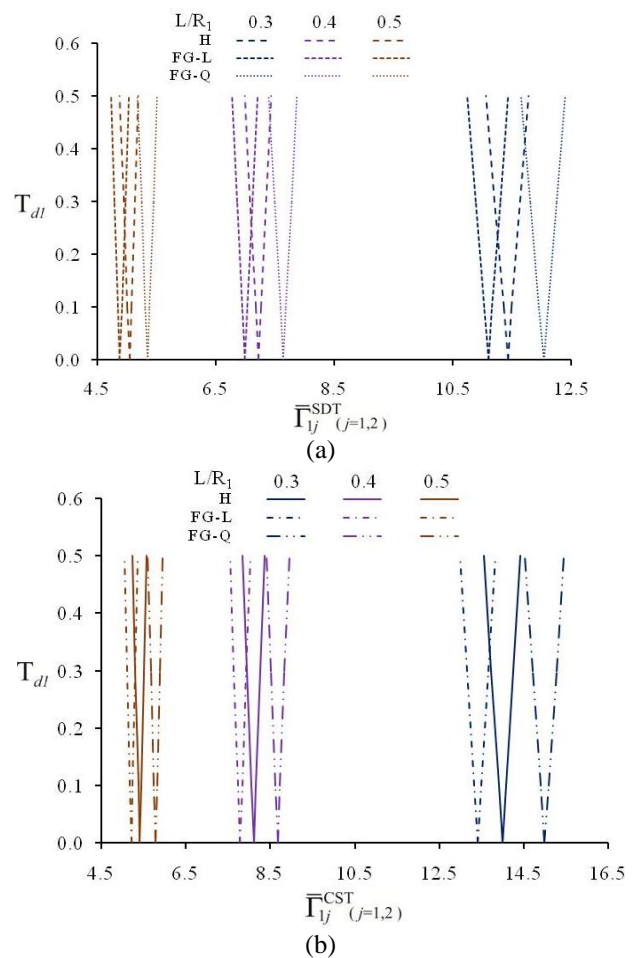 L/R1 0.3 0.4 0.5
H
FG-L
FG-Q
0.6
0.5
0.4
0.3
0.2
0.1
0.0
T_dl
4.5 6.5 8.5 10.5 12.5
Γ̅_1j^SDT (j=1,2)
(a)
L/R1 0.3 0.4 0.5
H
FG-L
FG-Q
0.6
0.5
0.4
0.3
0.2
0.1
0.0
T_dl
4.5 6.5 8.5 10.5 12.5 14.5 16.5
Γ̅_1j^CST (j=1,2)
(b)